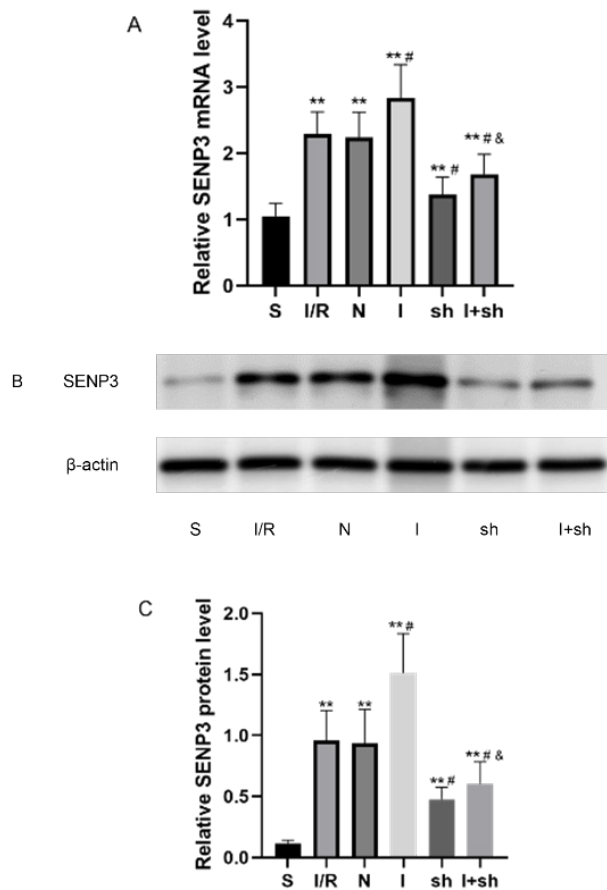 A
Relative SENP3 mRNA level
4
3
2
1
0
**
**
** #
** #
** # &
S I/R N I sh I+sh
B SENP3
β-actin
S I/R N I sh I+sh
C
Relative SENP3 protein level
2.0
1.5
1.0
0.5
0.0
**
**
** #
** #
** # &
S I/R N I sh I+sh